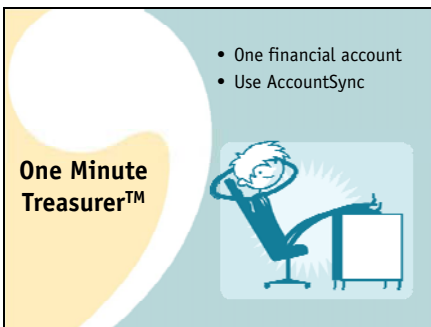 • One financial account
• Use AccountSync
One Minute
Treasurer™